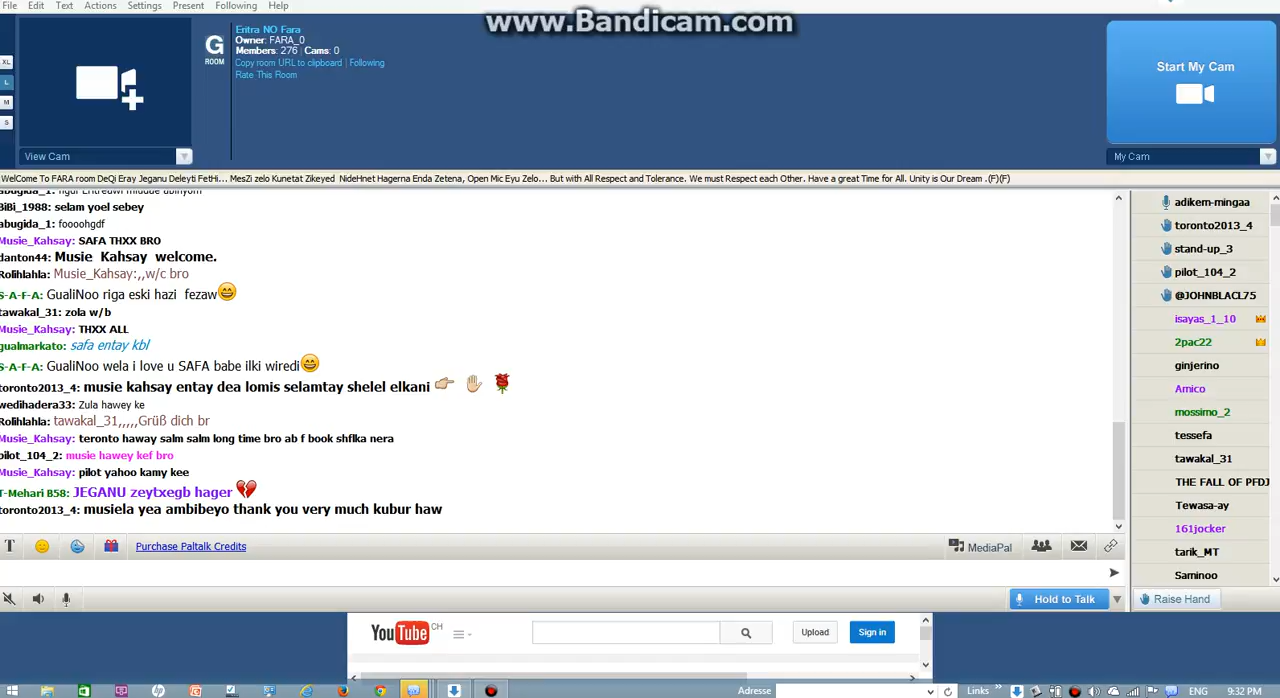 File Edit Text Actions Settings Present Following Help
www.Bandicam.com
XL
L
M
S
G
ROOM
Eritra NO Fara
Owner: FARA_0
Members: 276 | Cams: 0
Copy room URL to clipboard | Following
Rate This Room
View Cam
Start My Cam
My Cam
WelCome To FARA room DeQi Eray Jeganu Deleyti FetHi... MesZi zelo Kunetat Zikeyed NideHnet Hagerna Enda Zetena, Open Mic Eyu Zelo... But with All Respect and Tolerance. We must Respect each Other. Have a great Time for All. Unity is Our Dream .(F)(F)
BiBi_1988: selam yoel sebey
abugida_1: fooohgdf
Musie_Kahsay: SAFA THXX BRO
danton44: Musie Kahsay welcome.
Rolihlahla: Musie_Kahsay:,,w/c bro
S-A-F-A: GualiNoo riga eski hazi fezaw
tawakal_31: zola w/b
Musie_Kahsay: THXX ALL
gualmarkato: safa entay kbl
S-A-F-A: GualiNoo wela i love u SAFA babe ilki wiredi
toronto2013_4: musie kahsay entay dea lomis selamtay shelel elkani
wedihadera33: Zula hawey ke
Rolihlahla: tawakal_31,,,,,Grüß dich br
Musie_Kahsay: teronto haway salm salm long time bro ab f book shflka nera
pilot_104_2: musie hawey kef bro
Musie_Kahsay: pilot yahoo kamy kee
T-Mehari B58: JEGANU zeytxegb hager
toronto2013_4: musiela yea ambibeyo thank you very much kubur haw
adikem-mingaa
toronto2013_4
stand-up_3
pilot_104_2
@JOHNBLACL75
isayas_1_10
2pac22
ginjerino
Amico
mossimo_2
tessefa
tawakal_31
THE FALL OF PFDJ
Tewasa-ay
161jocker
tarik_MT
Saminoo
T
Purchase Paltalk Credits
MediaPal
Hold to Talk
Raise Hand
YouTube CH
Upload
Sign in
Adresse
Links
ENG
9:32 PM